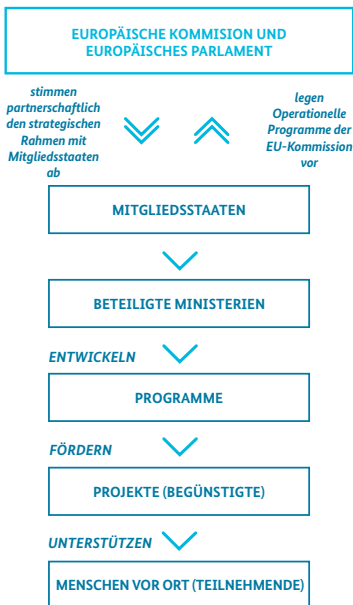 EUROPÄISCHE KOMMISION UND
EUROPÄISCHES PARLAMENT
stimmen
partnerschaftlich
den strategischen
Rahmen mit
Mitgliedsstaaten
ab
legen
Operationelle
Programme der
EU-Kommission
vor
MITGLIEDSSTAATEN
BETEILIGTE MINISTERIEN
ENTWICKELN
PROGRAMME
FÖRDERN
PROJEKTE (BEGÜNSTIGTE)
UNTERSTÜTZEN
MENSCHEN VOR ORT (TEILNEHMENDE)